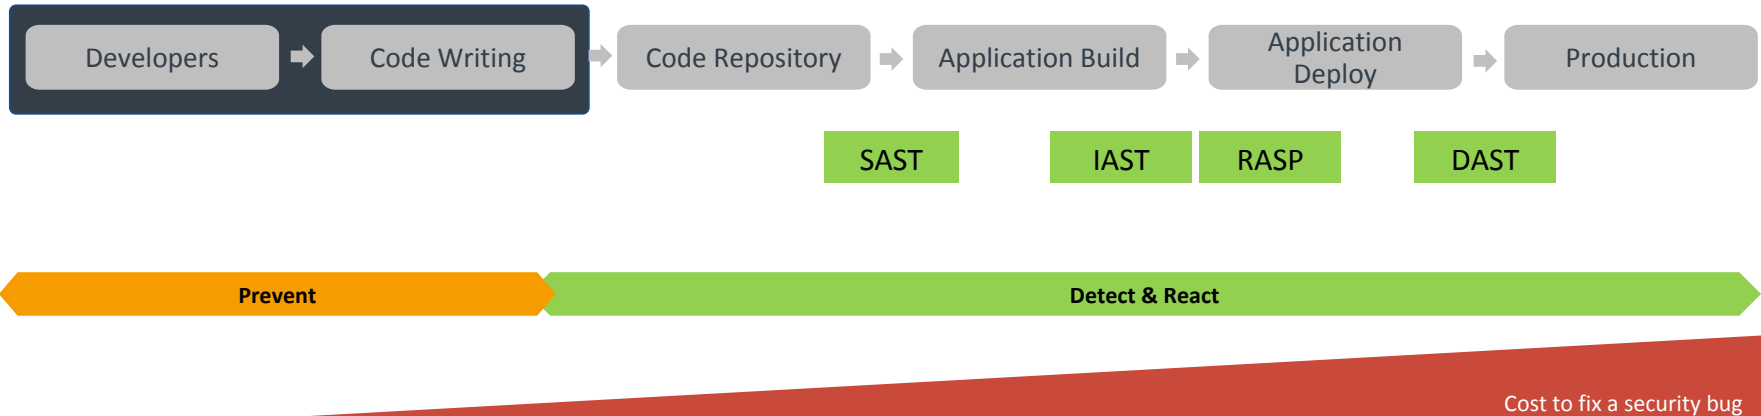 Developers
Code Writing
Code Repository
Application Build
Application
Deploy
Production
SAST
IAST
RASP
DAST
Prevent
Detect & React
Cost to fix a security bug